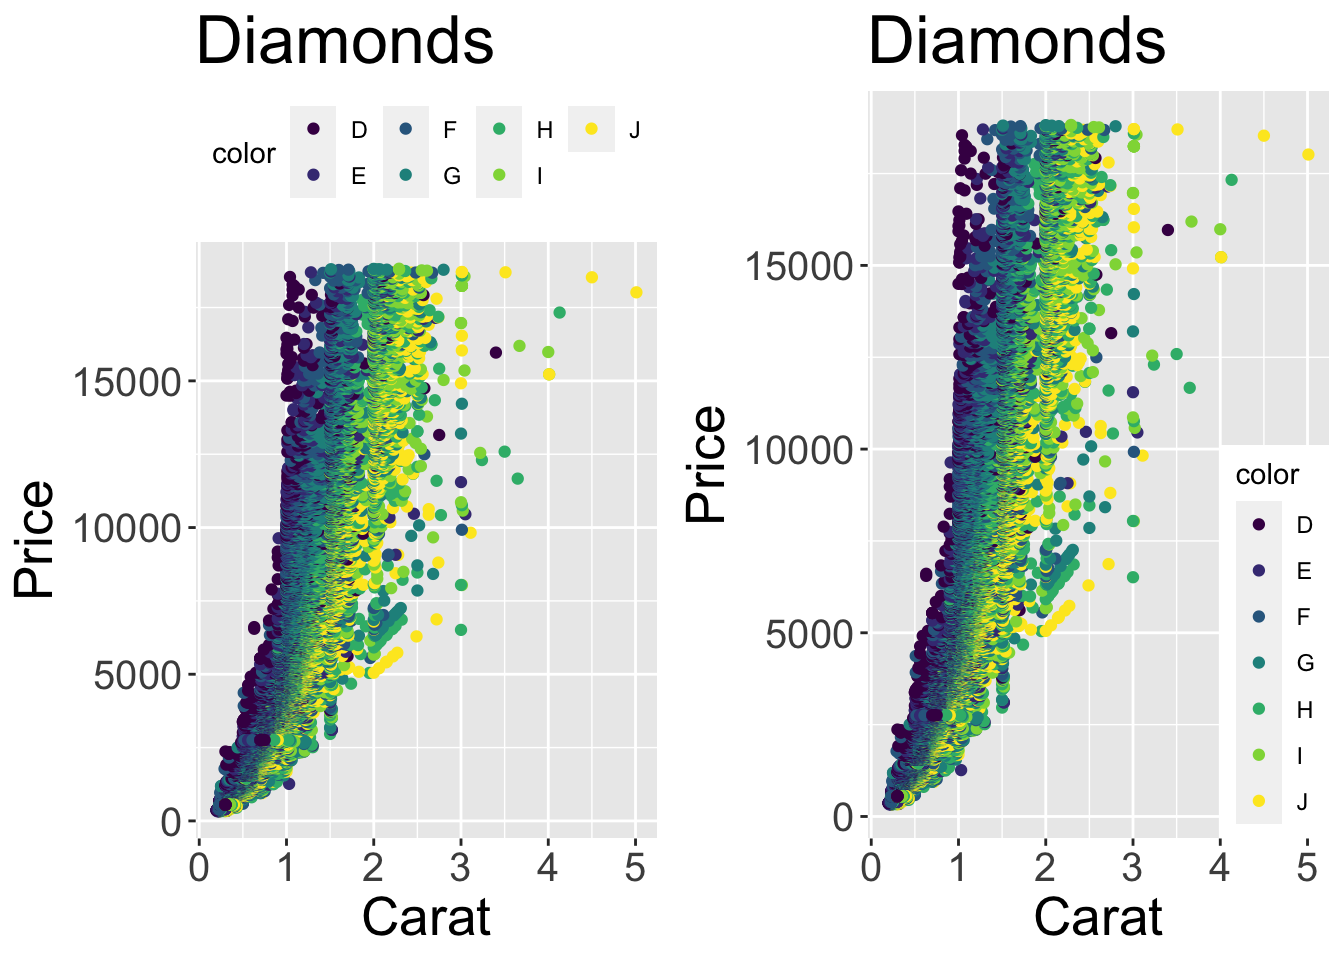 Diamonds
color
D
F
H
J
E
G
I
15000
10000
5000
0
Price
0 1 2 3 4 5
Carat
Diamonds
15000
10000
5000
0
Price
color
D
E
F
G
H
I
J
0 1 2 3 4 5
Carat